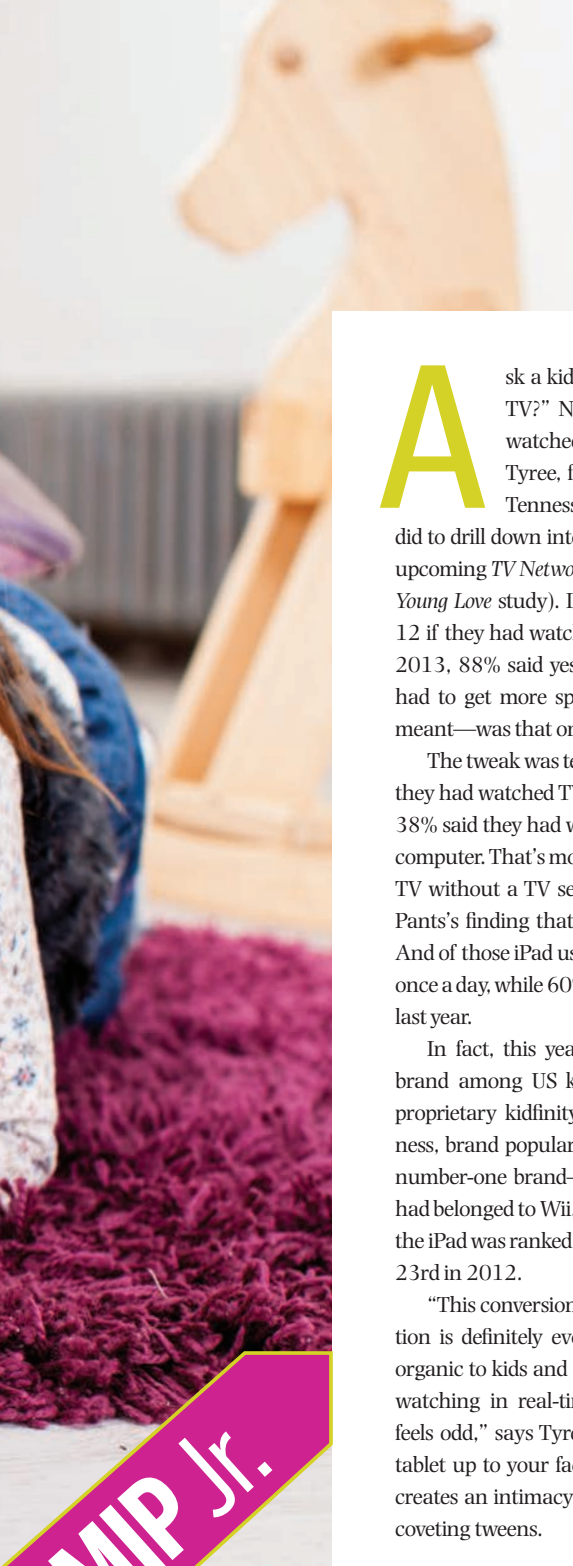 Ask a kid
TV?” N
watched
Tyree, f
Tenness
did to drill down int
upcoming TV Netwo
Young Love study). I
12 if they had watc
2013, 88% said yes
had to get more sp
meant—was that or
The tweak was te
they had watched T
38% said they had w
computer. That’s mo
TV without a TV se
Pants’s finding that
And of those iPad us
once a day, while 60
last year.
In fact, this yea
brand among US k
proprietary kidfinity
ness, brand popular
number-one brand–
had belonged to Wii.
the iPad was ranked
23rd in 2012.
“This conversion
tion is definitely eve
organic to kids and
watching in real-tir
feels odd,” says Tyre
tablet up to your fac
creates an intimacy
coveting tweens.
MIP Jr.